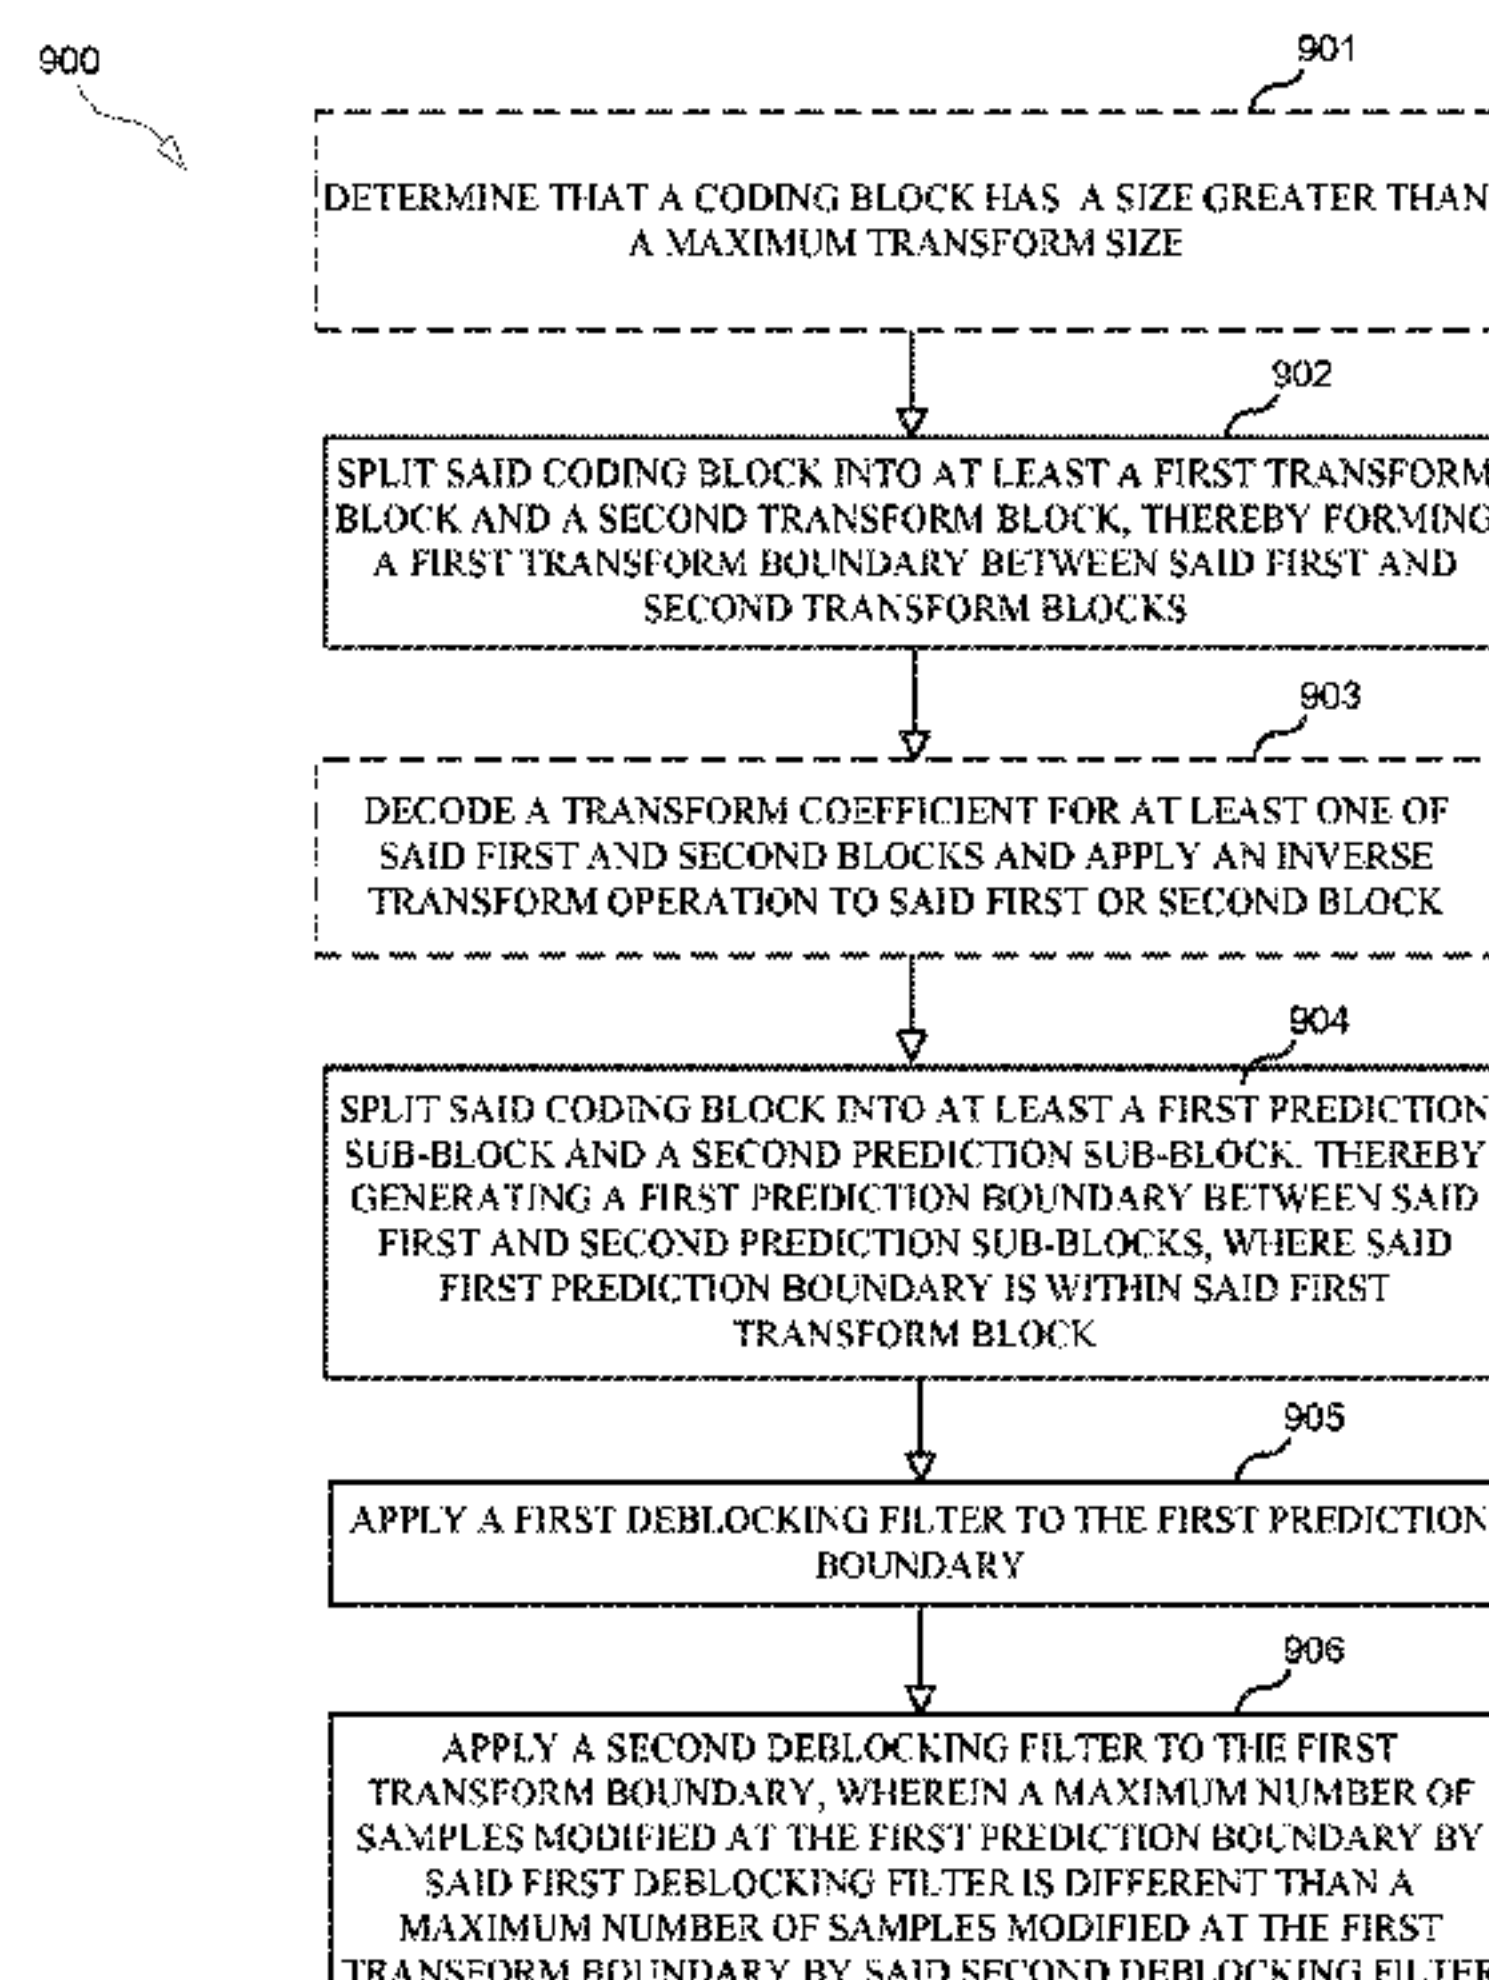 900
901
DETERMINE THAT A CODING BLOCK HAS A SIZE GREATER THAN
A MAXIMUM TRANSFORM SIZE
902
SPLIT SAID CODING BLOCK INTO AT LEAST A FIRST TRANSFORM
BLOCK AND A SECOND TRANSFORM BLOCK, THEREBY FORMING
A FIRST TRANSFORM BOUNDARY BETWEEN SAID FIRST AND
SECOND TRANSFORM BLOCKS
903
DECODE A TRANSFORM COEFFICIENT FOR AT LEAST ONE OF
SAID FIRST AND SECOND BLOCKS AND APPLY AN INVERSE
TRANSFORM OPERATION TO SAID FIRST OR SECOND BLOCK
904
SPLIT SAID CODING BLOCK INTO AT LEAST A FIRST PREDICTION
SUB-BLOCK AND A SECOND PREDICTION SUB-BLOCK. THEREBY
GENERATING A FIRST PREDICTION BOUNDARY BETWEEN SAID
FIRST AND SECOND PREDICTION SUB-BLOCKS, WHERE SAID
FIRST PREDICTION BOUNDARY IS WITHIN SAID FIRST
TRANSFORM BLOCK
905
APPLY A FIRST DEBLOCKING FILTER TO THE FIRST PREDICTION
BOUNDARY
906
APPLY A SECOND DEBLOCKING FILTER TO THE FIRST
TRANSFORM BOUNDARY, WHEREIN A MAXIMUM NUMBER OF
SAMPLES MODIFIED AT THE FIRST PREDICTION BOUNDARY BY
SAID FIRST DEBLOCKING FILTER IS DIFFERENT THAN A
MAXIMUM NUMBER OF SAMPLES MODIFIED AT THE FIRST
TRANSFORM BOUNDARY BY SAID SECOND DEBLOCKING FILTER